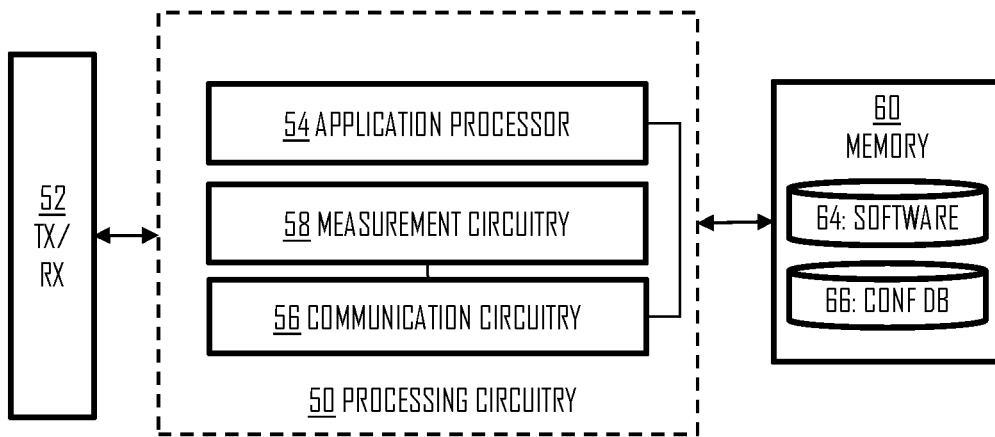 52
TX/
RX
54 APPLICATION PROCESSOR
58 MEASUREMENT CIRCUITRY
56 COMMUNICATION CIRCUITRY
50 PROCESSING CIRCUITRY
60
MEMORY
64: SOFTWARE
66: CONF DB